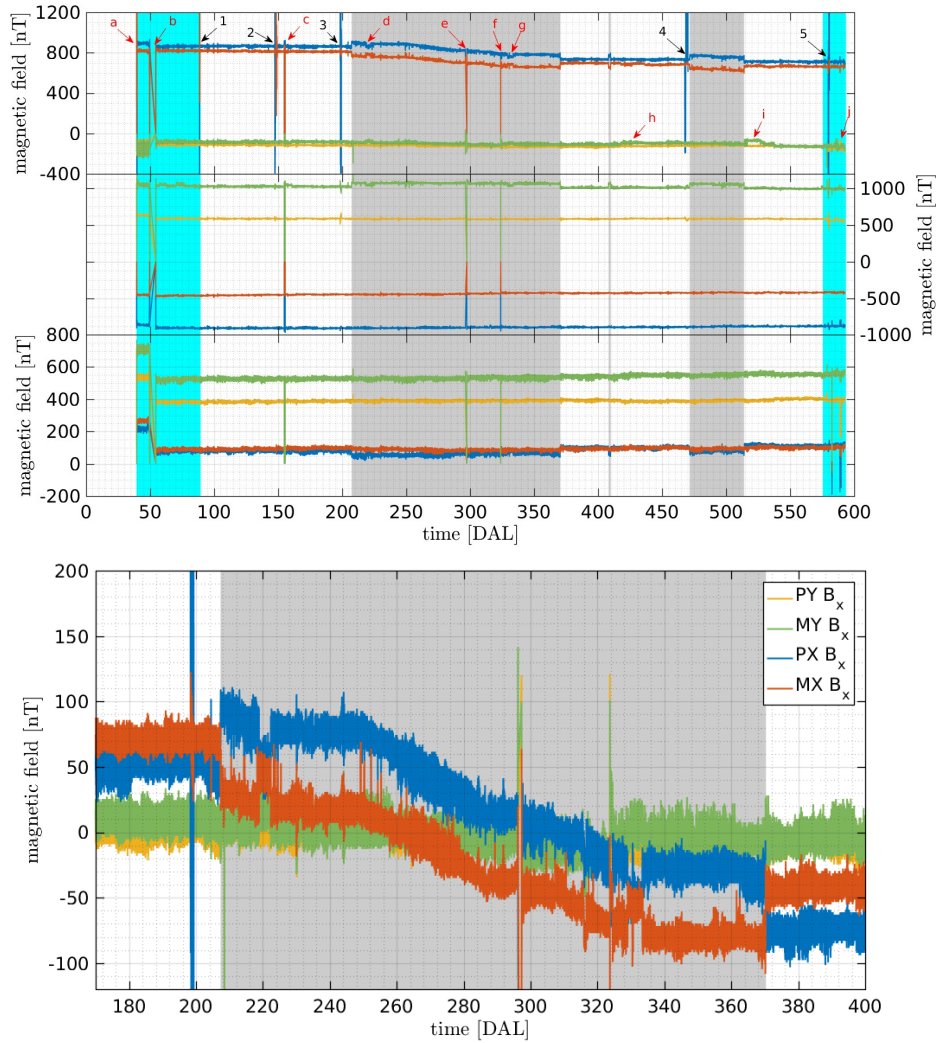 1200
800
400
0
-400
magnetic field [nT]
a
b
1
2
c
3
d
e
f
g
4
5
h
i
j
1000
500
0
-500
-1000
magnetic field [nT]
800
600
400
200
0
-200
magnetic field [nT]
0 50 100 150 200 250 300 350 400 450 500 550 600
time [DAL]
200
150
100
50
0
-50
-100
magnetic field [nT]
PY Bx
MY Bx
PX Bx
MX Bx
180 200 220 240 260 280 300 320 340 360 380 400
time [DAL]